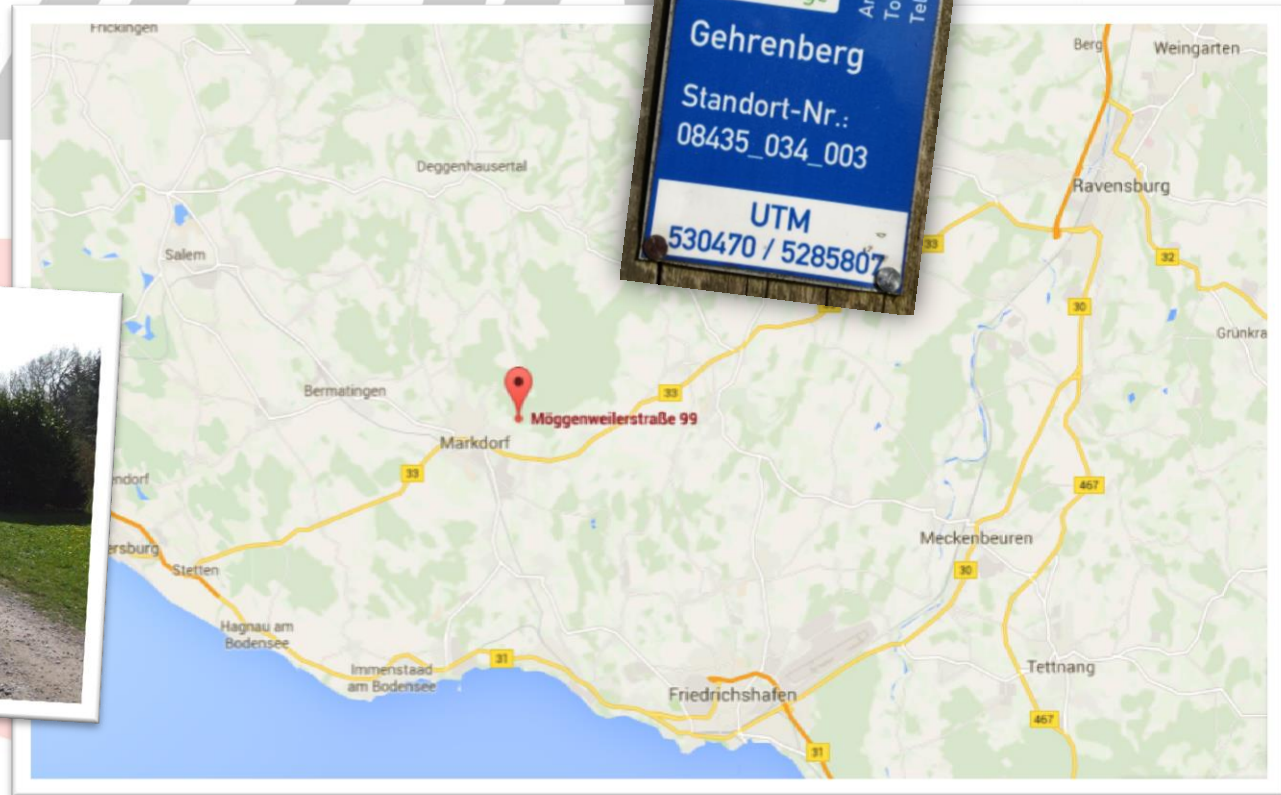 Gehrenberg
Standort-Nr.:
08435_034_003
UTM
530470 / 5285807
Frickingen
Berg
Weingarten
Deggenhausertal
Ravensburg
33
32
Salem
30
Grünkra
Bermatingen
33
Möggenweilerstraße 99
Markdorf
33
467
endorf
ersburg
Meckenbeuren
Stetten
30
Hagnau am
Bodensee
31
Immenstaad
am Bodensee
Tettnang
Friedrichshafen
467
31